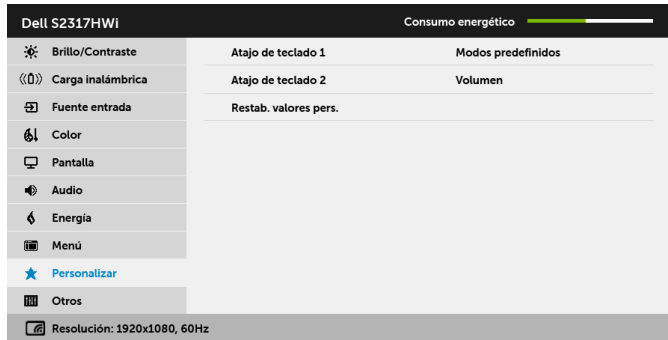 Dell S2317HWi
Consumo energético
Brillo/Contraste
Carga inalámbrica
Fuente entrada
Color
Pantalla
Audio
Energía
Menú
Personalizar
Otros
Atajo de teclado 1 Modos predefinidos
Atajo de teclado 2 Volumen
Restab. valores pers.
Resolución: 1920x1080, 60Hz